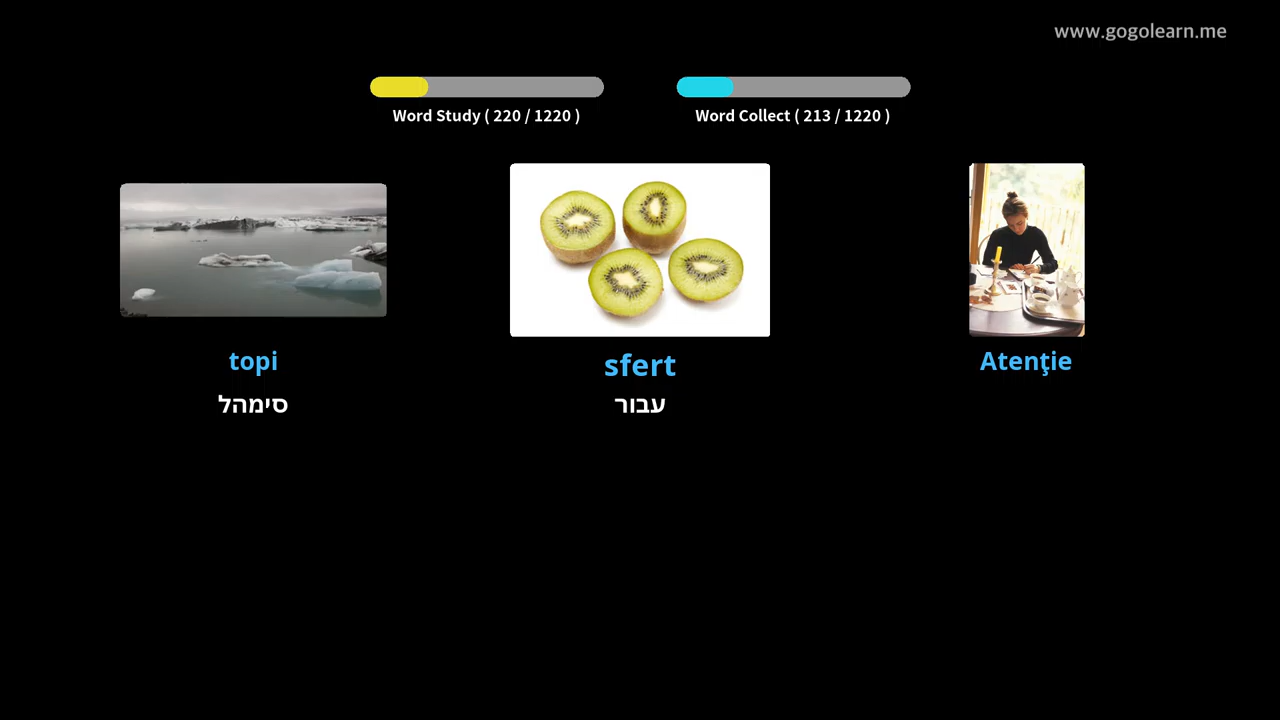 www.gogolearn.me
Word Study ( 220 / 1220 )
Word Collect ( 213 / 1220 )
topi
sfert
Atenţie
סימהל
עבור